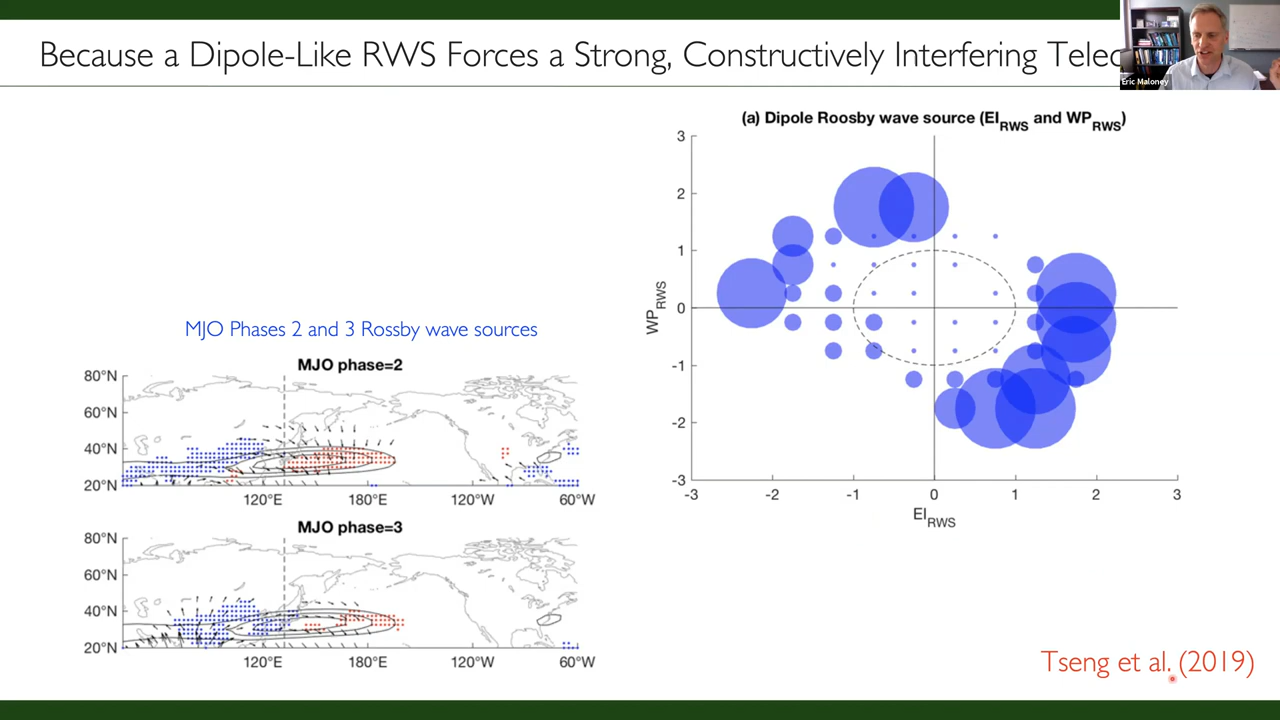 Because a Dipole-Like RWS Forces a Strong, Constructively Interfering
Eric Maloney
(a) Dipole Roosby wave source (EI_RWS and WP_RWS)
3
2
1
0
-1
-2
-3
WP_RWS
-3 -2 -1 0 1 2 3
EI_RWS
MJO Phases 2 and 3 Rossby wave sources
MJO phase=2
80°N
60°N
40°N
20°N
120°E 180°E 120°W 60°W
MJO phase=3
80°N
60°N
40°N
20°N
120°E 180°E 120°W 60°W
Tseng et al. (2019)